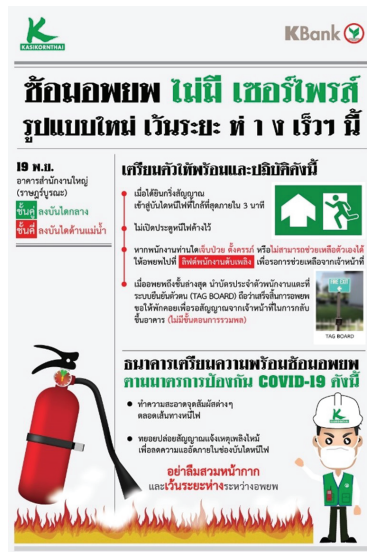 KASIKORNTHAI
KBank
ซ้อมอพยพ ไม่มี เซอร์ไพรส์
รูปแบบใหม่ เว้นระยะ ห่ า ง เร็วๆ นี้
19 พ.ย.
อาคารสำนักงานใหญ่
(ราษฎร์บูรณะ)
ชั้นคู่ ลงบันไดกลาง
ชั้นคี่ ลงบันไดด้านแม่น้ำ
เตรียมตัวให้พร้อมและปฏิบัติดังนี้
เมื่อได้ยินกริ่งสัญญาณ
เข้าสู่บันไดหนีไฟที่ใกล้ที่สุดภายใน 3 นาที
ไม่เปิดประตูหนีไฟค้างไว้
หากพนักงานท่านใดเจ็บป่วย ตั้งครรภ์ หรือไม่สามารถช่วยเหลือตัวเองได้
ให้อพยพไปที่ ลิฟต์พนักงานดับเพลิง เพื่อรอการช่วยเหลือจากเจ้าหน้าที่
เมื่ออพยพถึงชั้นล่างสุด นำบัตรประจำตัวพนักงานแตะที่
ระบบยืนยันตัวตน (TAG BOARD) ถือว่าเสร็จสิ้นการอพยพ
ขอให้พักคอยเพื่อรอสัญญาณจากเจ้าหน้าที่ในการกลับ
ขึ้นอาคาร (ไม่มีขั้นตอนการรวมพล)
TAG BOARD
ธนาคารเตรียมความพร้อมซ้อมอพยพ
ตามมาตรการป้องกัน COVID-19 ดังนี้
ทำความสะอาดจุดสัมผัสต่างๆ
ตลอดเส้นทางหนีไฟ
ทยอยปล่อยสัญญาณแจ้งเหตุเพลิงไหม้
เพื่อลดความแออัดภายในช่องบันไดหนีไฟ
อย่าลืมสวมหน้ากาก
และเว้นระยะห่างระหว่างอพยพ